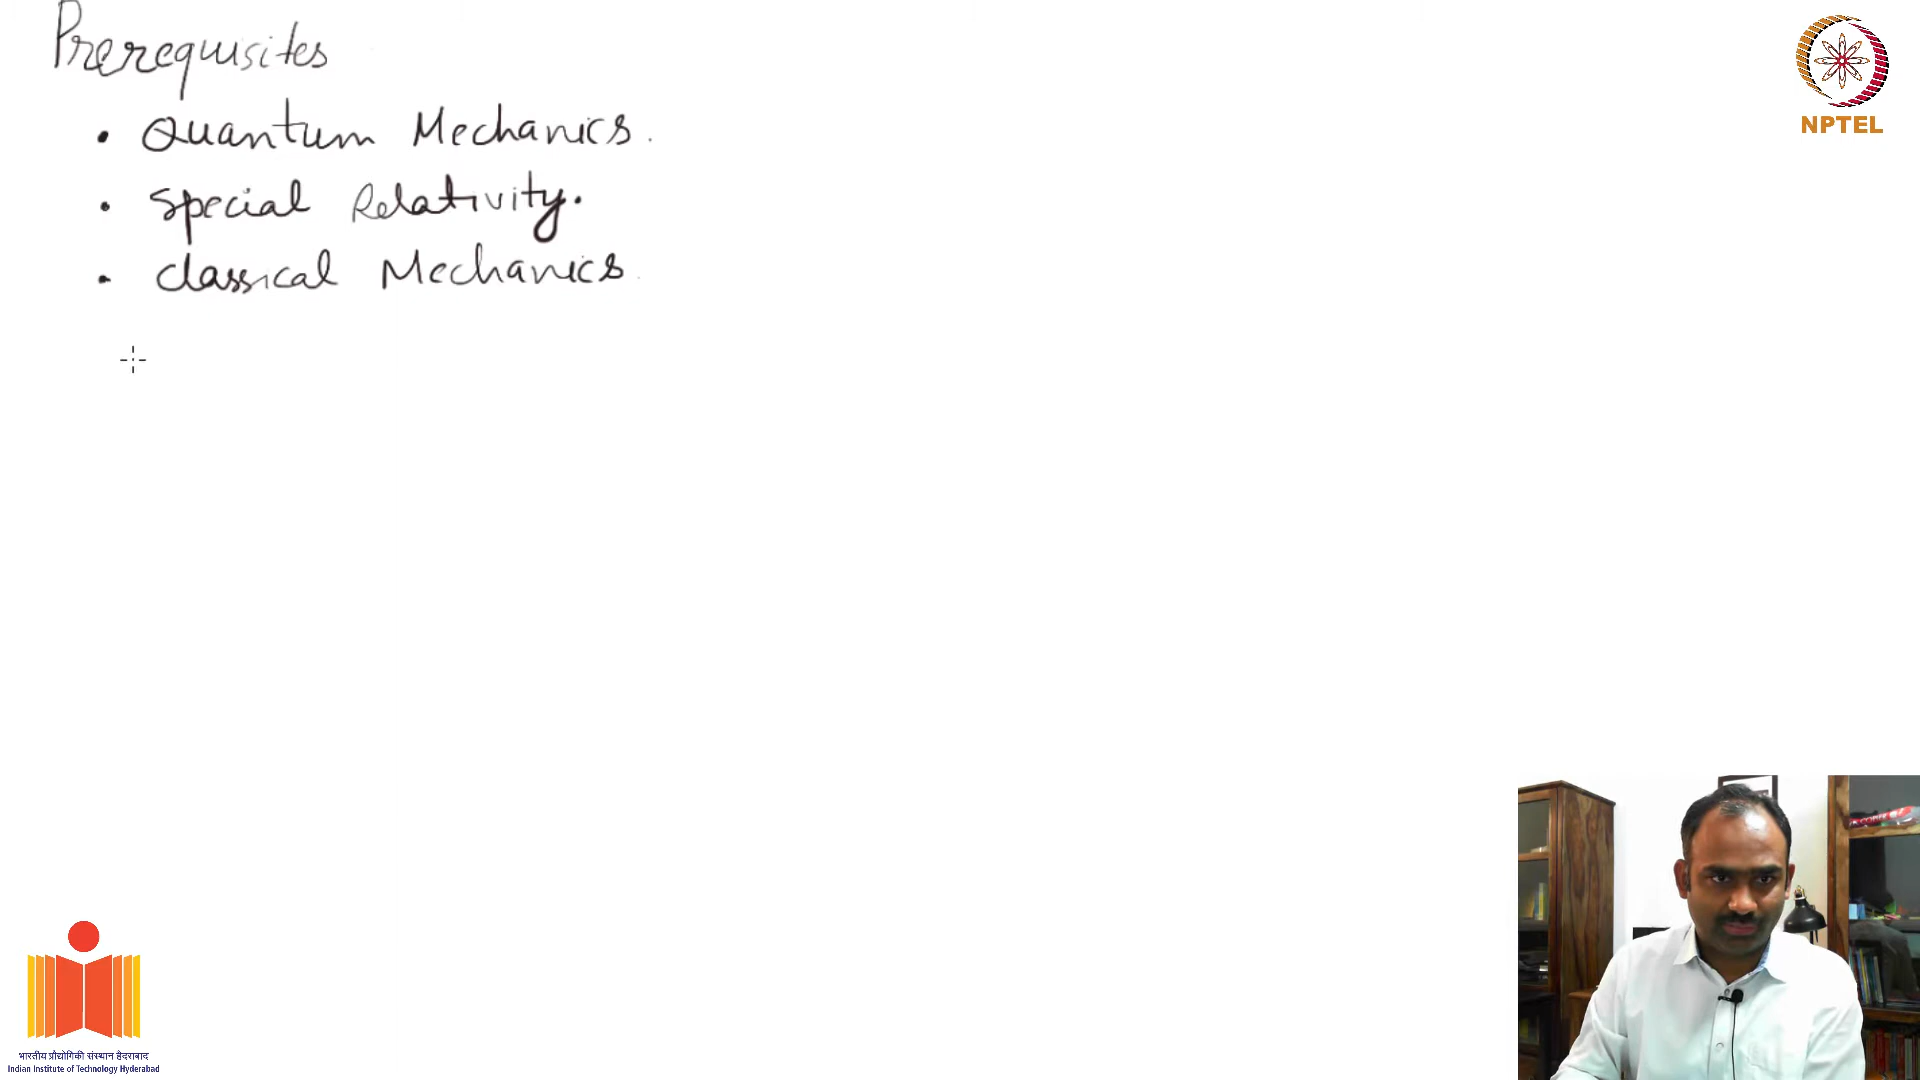 Prerequisites
• Quantum Mechanics.
• Special Relativity.
• Classical Mechanics.
NPTEL
भारतीय प्रौद्योगिकी संस्थान हैदराबाद
Indian Institute of Technology Hyderabad